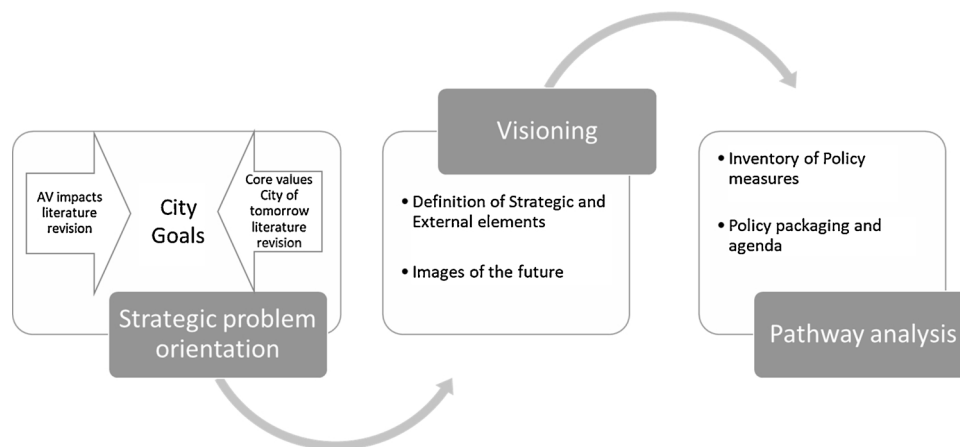 AV impacts
literature
revision
City
Goals
Core values
City of
tomorrow
literature
revision
Strategic problem
orientation
Visioning
• Definition of Strategic and
External elements
• Images of the future
• Inventory of Policy
measures
• Policy packaging and
agenda
Pathway analysis